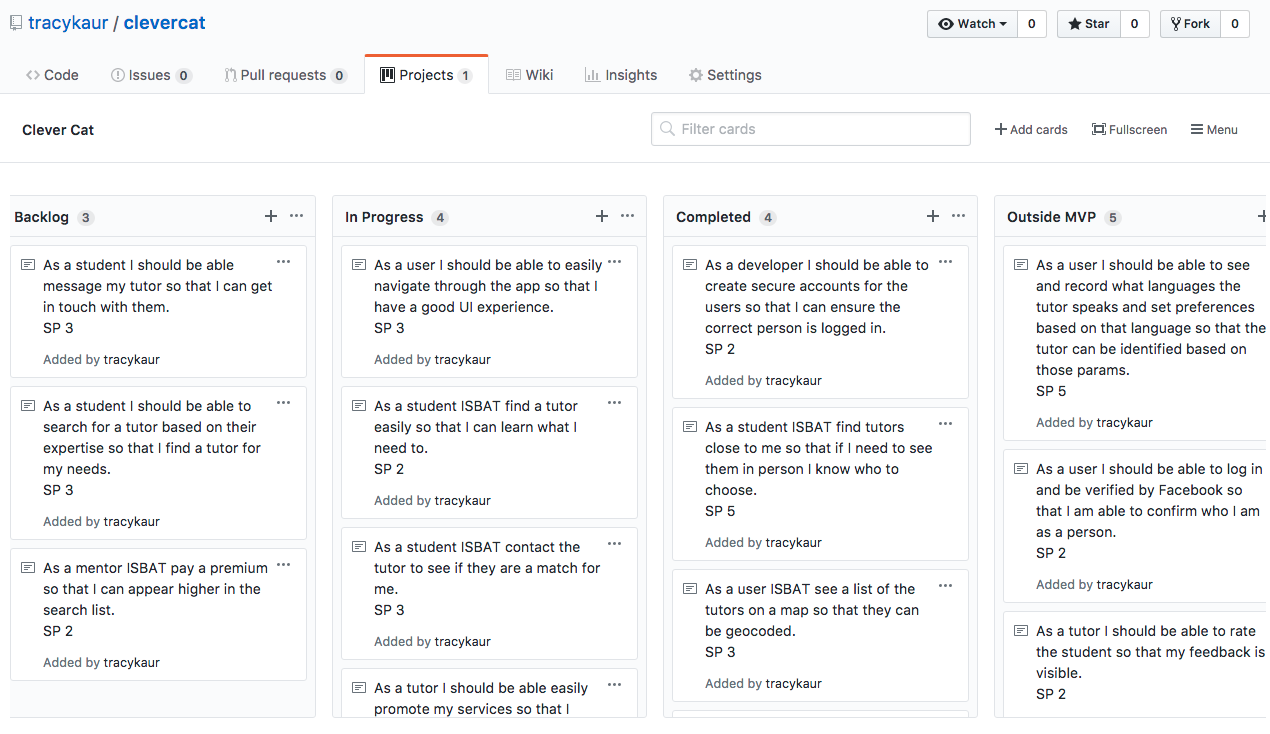 tracykaur / clevercat
Watch 0 Star 0 Fork 0
Code Issues 0 Pull requests 0 Projects 1 Wiki Insights Settings
Clever Cat
Filter cards
Add cards Fullscreen Menu
Backlog 3
As a student I should be able
message my tutor so that I can get
in touch with them.
SP 3
Added by tracykaur
As a student I should be able to
search for a tutor based on their
expertise so that I find a tutor for
my needs.
SP 3
Added by tracykaur
As a mentor ISBAT pay a premium
so that I can appear higher in the
search list.
SP 2
Added by tracykaur
In Progress 4
As a user I should be able to easily
navigate through the app so that I
have a good UI experience.
SP 3
Added by tracykaur
As a student ISBAT find a tutor
easily so that I can learn what I
need to.
SP 2
Added by tracykaur
As a student ISBAT contact the
tutor to see if they are a match for
me.
SP 3
Added by tracykaur
As a tutor I should be able easily
promote my services so that I
Completed 4
As a developer I should be able to
create secure accounts for the
users so that I can ensure the
correct person is logged in.
SP 2
Added by tracykaur
As a student ISBAT find tutors
close to me so that if I need to see
them in person I know who to
choose.
SP 5
Added by tracykaur
As a user ISBAT see a list of the
tutors on a map so that they can
be geocoded.
SP 3
Added by tracykaur
Outside MVP 5
As a user I should be able to see
and record what languages the
tutor speaks and set preferences
based on that language so that the
tutor can be identified based on
those params.
SP 5
Added by tracykaur
As a user I should be able to log in
and be verified by Facebook so
that I am able to confirm who I am
as a person.
SP 2
Added by tracykaur
As a tutor I should be able to rate
the student so that my feedback is
visible.
SP 2